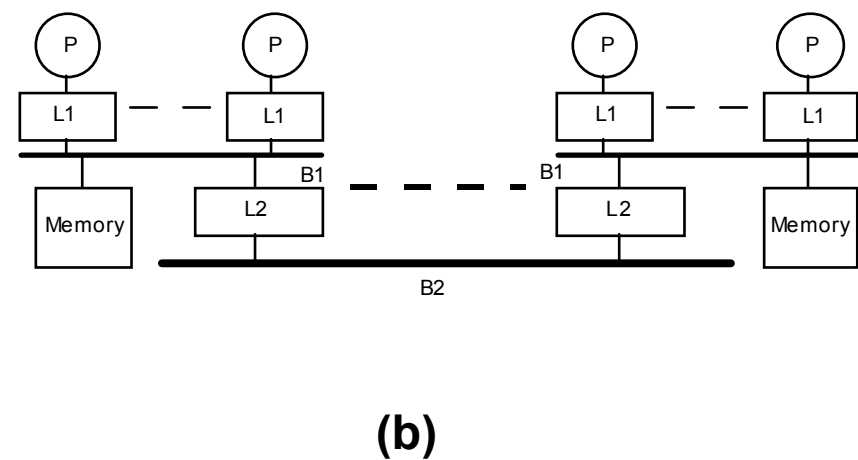 P P P P
L1 L1 L1 L1
B1 B1
L2 L2
Memory Memory
B2
(b)